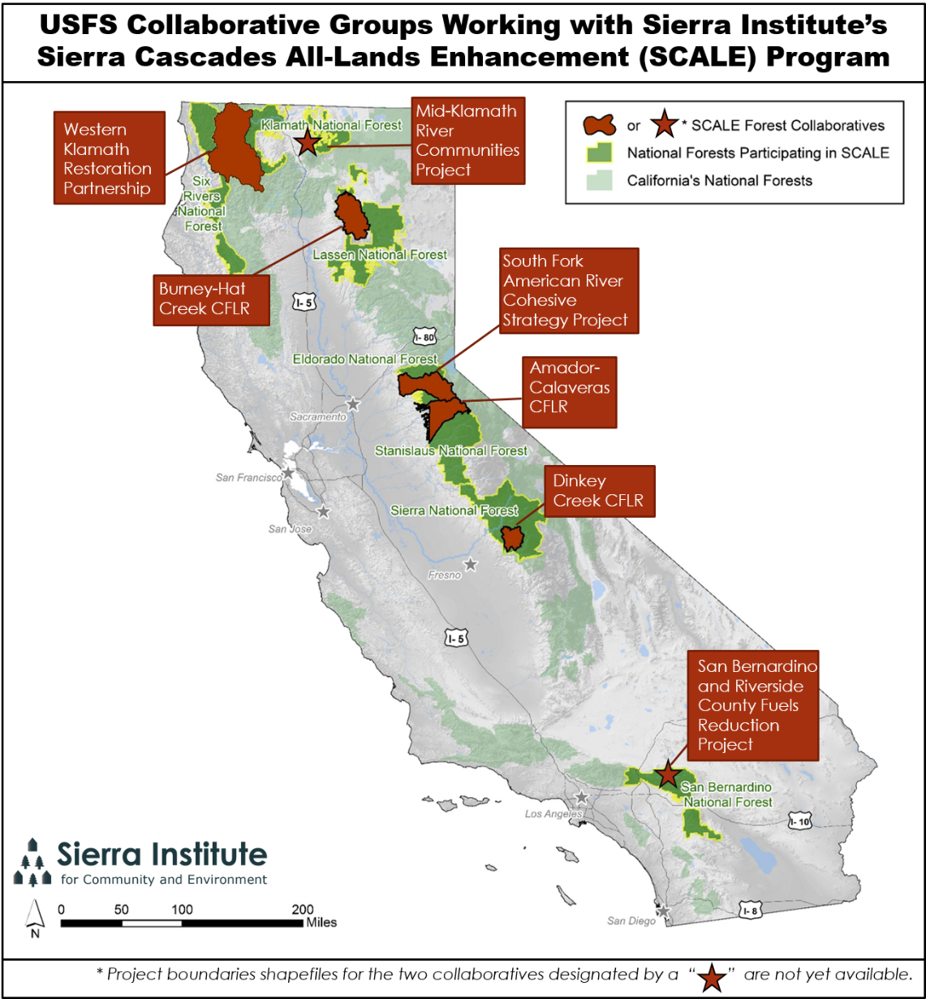 USFS Collaborative Groups Working with Sierra Institute's
Sierra Cascades All-Lands Enhancement (SCALE) Program
Western
Klamath
Restoration
Partnership
Mid-Klamath
River
Communities
Project
or * SCALE Forest Collaboratives
National Forests Participating in SCALE
California's National Forests
Klamath National Forest
Six
Rivers
National
Forest
Lassen National Forest
Burney-Hat
Creek CFLR
I- 5
South Fork
American River
Cohesive
Strategy Project
I- 80
Eldorado National Forest
Amador-
Calaveras
CFLR
Sacramento
Stanislaus National Forest
San Francisco
Dinkey
Creek CFLR
Sierra National Forest
San Jose
Fresno
I- 5
San Bernardino
and Riverside
County Fuels
Reduction
Project
San Bernardino
National Forest
Los Angeles
I- 10
Sierra Institute
for Community and Environment
0 50 100 200
Miles
N
San Diego
I- 8
* Project boundaries shapefiles for the two collaboratives designated by a “ ” are not yet available.